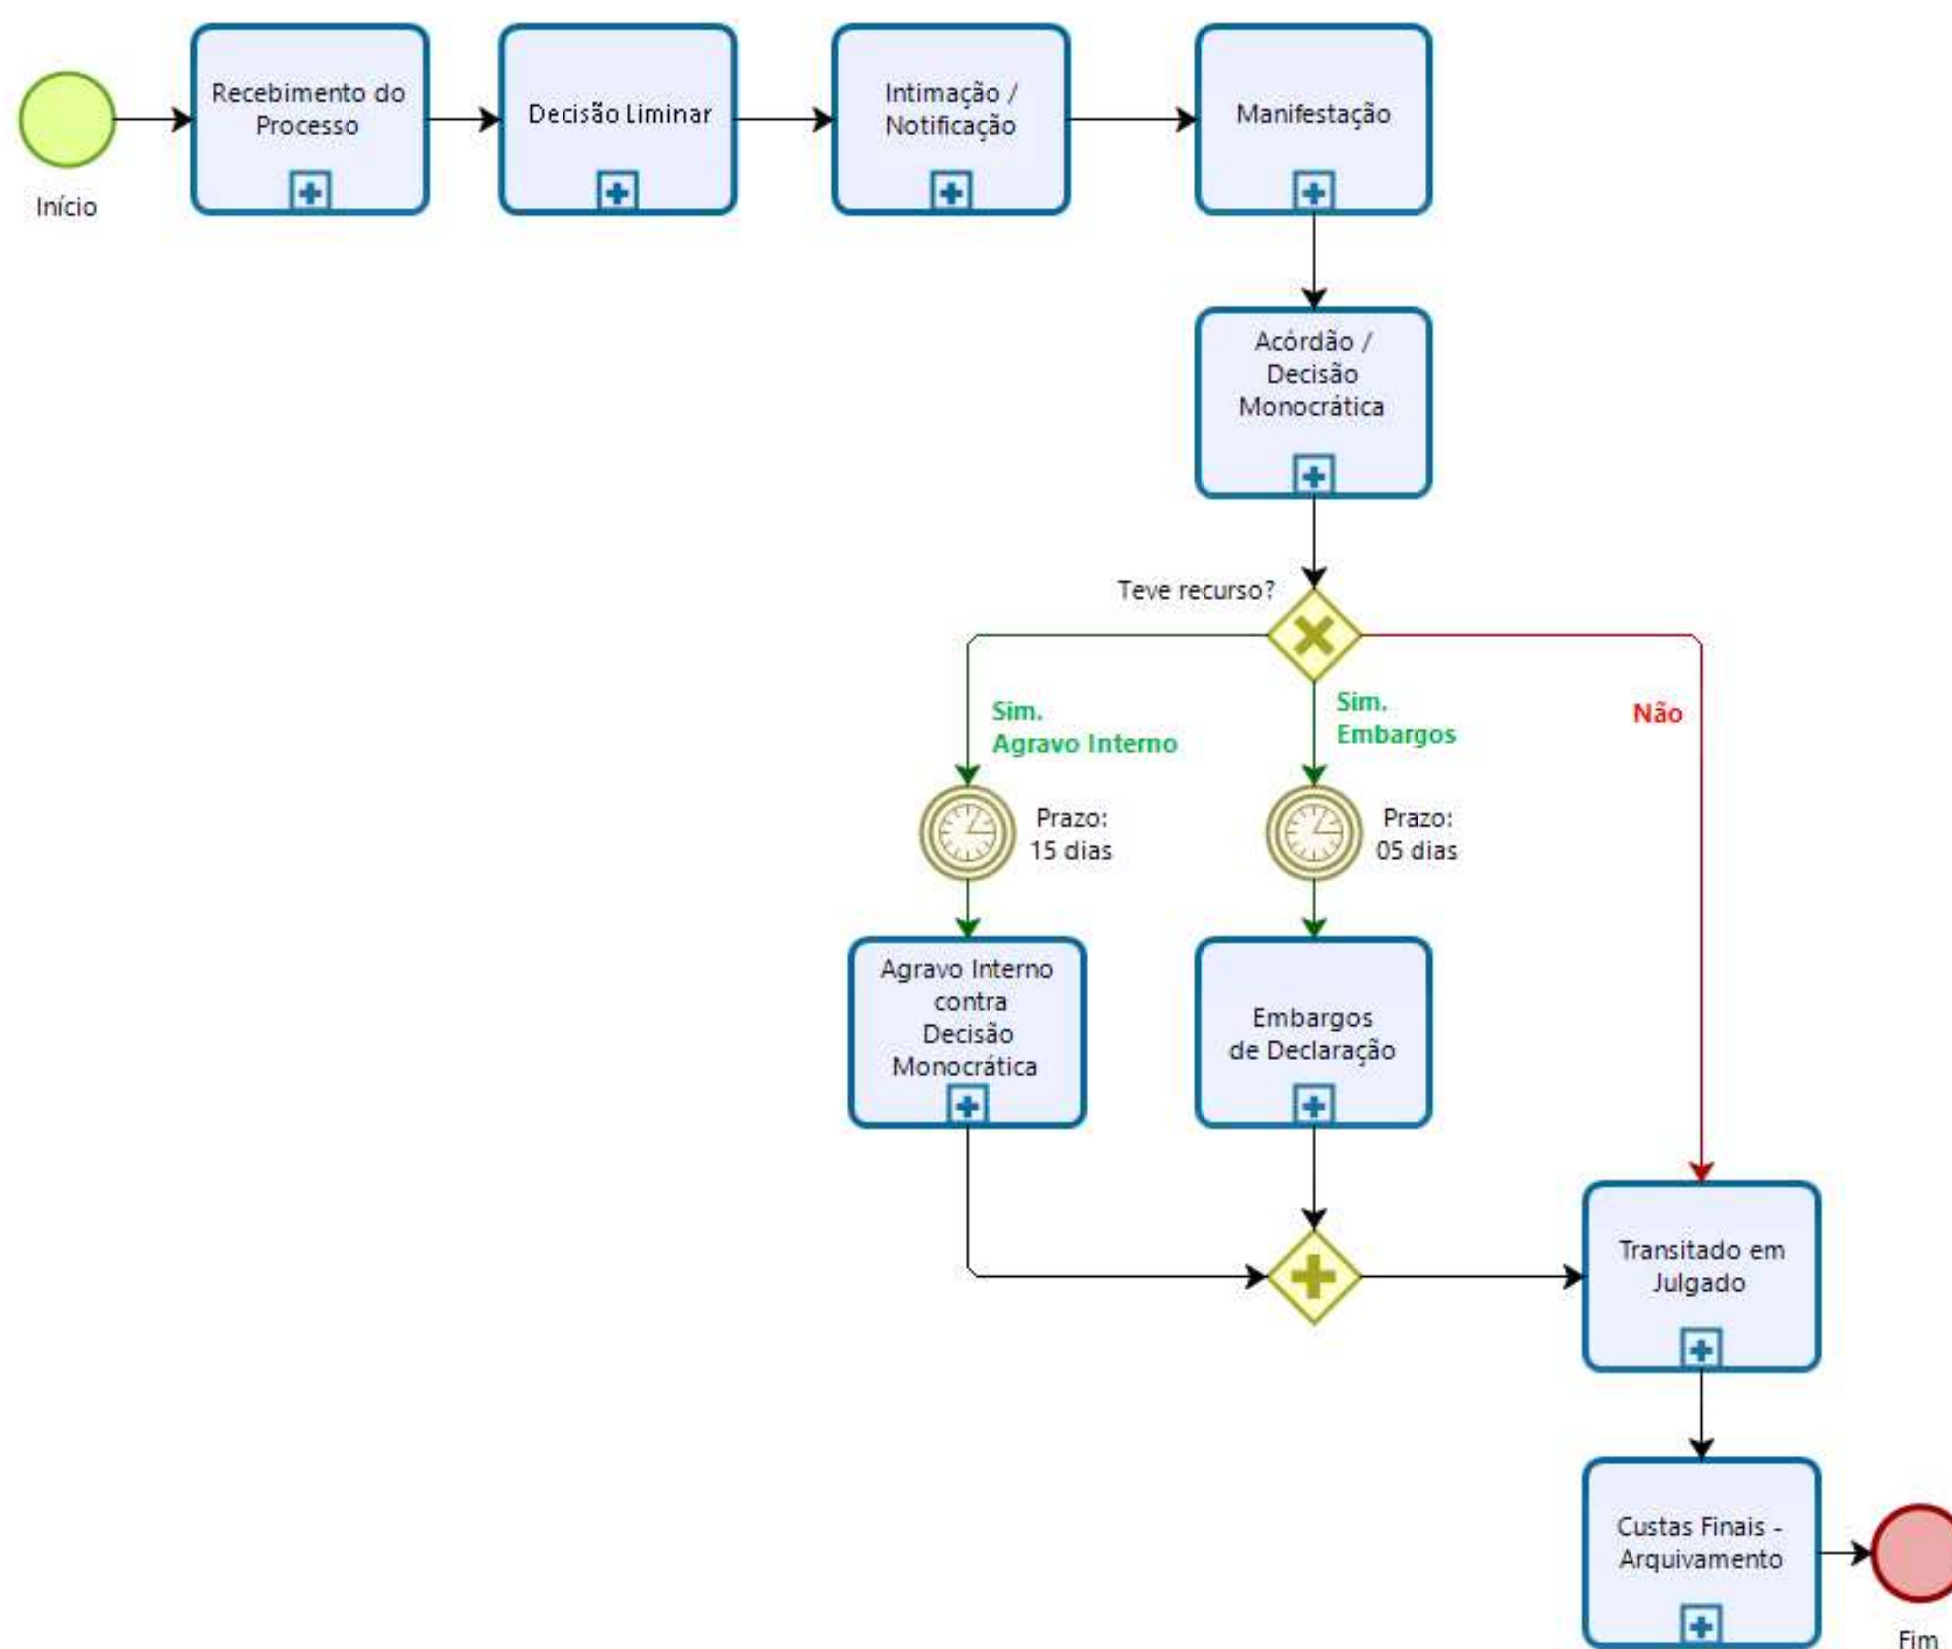 Início
Recebimento do
Processo
Decisão Liminar
Intimação /
Notificação
Manifestação
Acórdão /
Decisão
Monocrática
Teve recurso?
Sim.
Agravo Interno
Sim.
Embargos
Não
Prazo:
15 dias
Prazo:
05 dias
Agravo Interno
contra
Decisão
Monocrática
Embargos
de Declaração
Transitado em
Julgado
Custas Finais -
Arquivamento
Fim